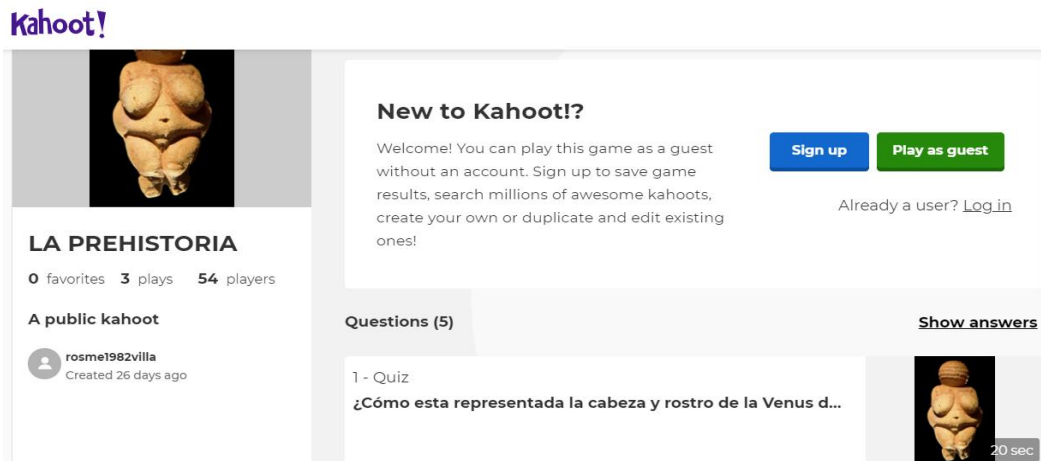 Kahoot!
LA PREHISTORIA
0 favorites 3 plays 54 players
A public kahoot
rosme1982villa
Created 26 days ago
New to Kahoot!?
Welcome! You can play this game as a guest
without an account. Sign up to save game
results, search millions of awesome kahoots,
create your own or duplicate and edit existing
ones!
Sign up
Play as guest
Already a user? Log in
Questions (5)
Show answers
1 - Quiz
¿Cómo esta representada la cabeza y rostro de la Venus d...
20 sec